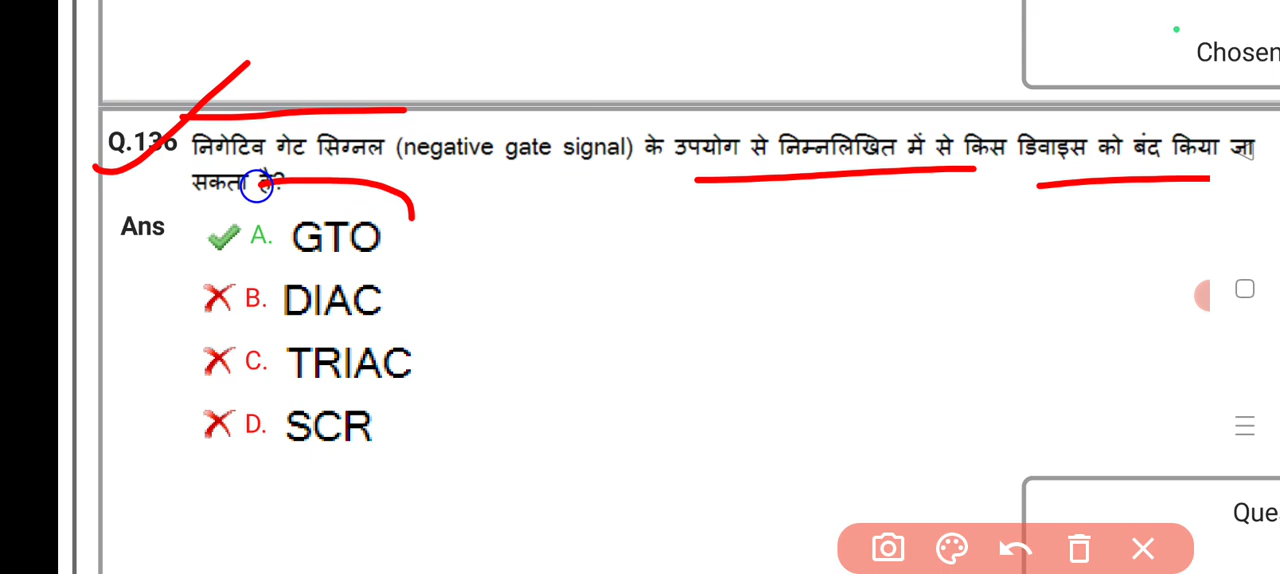 Chosen
Q.136 निगेटिव गेट सिग्नल (negative gate signal) के उपयोग से निम्नलिखित में से किस डिवाइस को बंद किया जा
सकता है?
Ans A. GTO
B. DIAC
C. TRIAC
D. SCR
Que